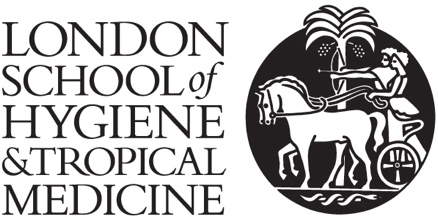 LONDON
SCHOOL of
HYGIENE
& TROPICAL
MEDICINE